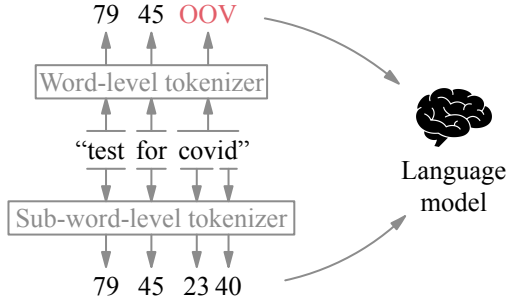 79 45 OOV
Word-level tokenizer
“test for covid”
Sub-word-level tokenizer
79 45 23 40
Language
model